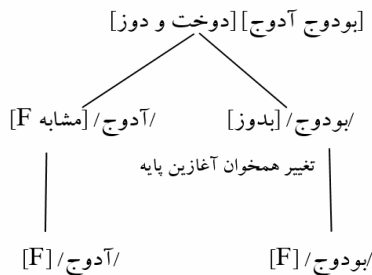 [بودوج آدوج] [دوخت و دوز]
/بودوج/ [بدوز] /آدوج/ [مشابه F]
تغییر همخوان آغازین پایه
/بودوج/ [F] /آدوج/ [F]